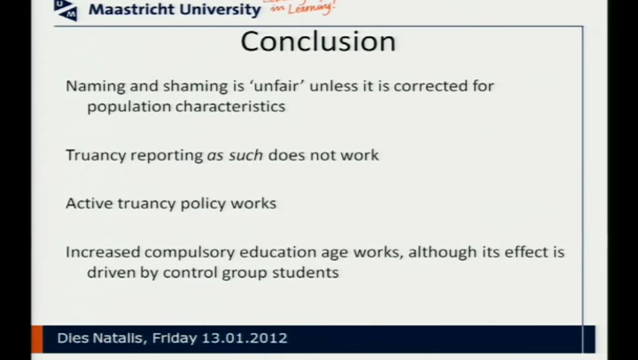 Maastricht University
in Learning!
Conclusion
Naming and shaming is ‘unfair’ unless it is corrected for
population characteristics
Truancy reporting as such does not work
Active truancy policy works
Increased compulsory education age works, although its effect is
driven by control group students
Dies Natalis, Friday 13.01.2012